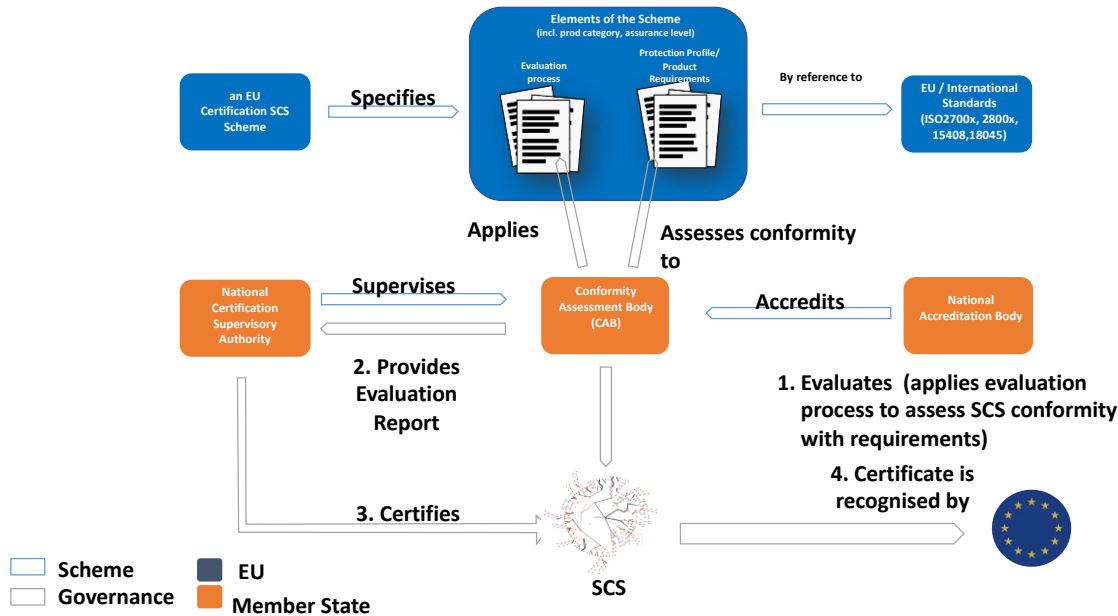 Elements of the Scheme
(incl. prod category, assurance level)
Evaluation
process
Protection Profile/
Product
Requirements
an EU
Certification SCS
Scheme
Specifies
By reference to
EU / International
Standards
(ISO2700x, 2800x,
15408,18045)
Applies
Assesses conformity
to
National
Certification
Supervisory
Authority
Supervises
Conformity
Assessment Body
(CAB)
Accredits
National
Accreditation Body
2. Provides
Evaluation
Report
1. Evaluates (applies evaluation
process to assess SCS conformity
with requirements)
3. Certifies
4. Certificate is
recognised by
SCS
Scheme
EU
Governance
Member State